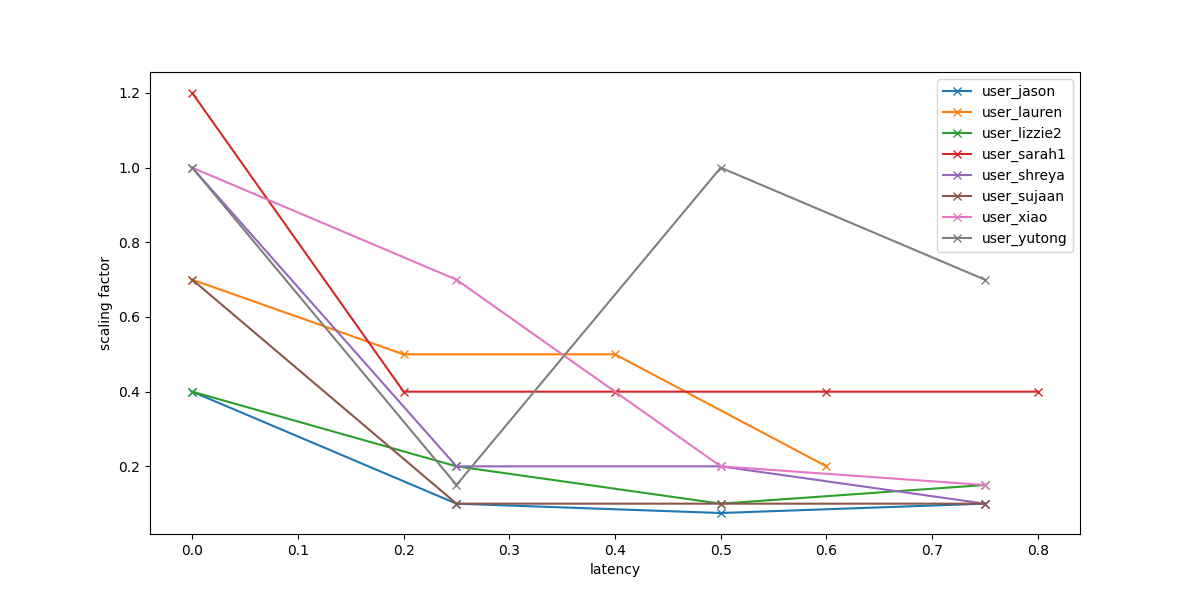 1.2
1.0
0.8
0.6
0.4
0.2
scaling factor
0.0 0.1 0.2 0.3 0.4 0.5 0.6 0.7 0.8
latency
user_jason
user_lauren
user_lizzie2
user_sarah1
user_shreya
user_sujaan
user_xiao
user_yutong